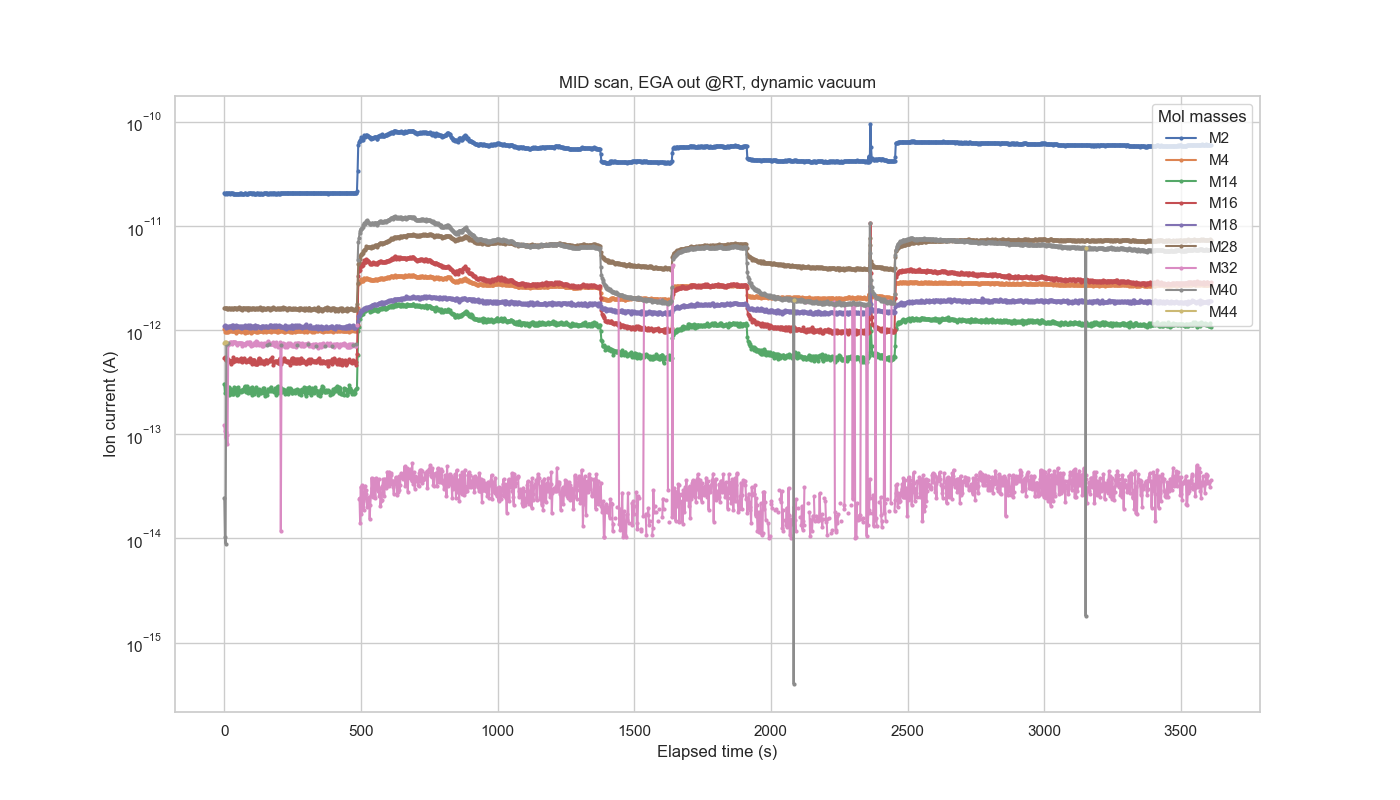 MID scan, EGA out @RT, dynamic vacuum
Mol masses
M2
M4
M14
M16
M18
M28
M32
M40
M44
10⁻¹⁰
10⁻¹¹
10⁻¹²
10⁻¹³
10⁻¹⁴
10⁻¹⁵
Ion current (A)
0 500 1000 1500 2000 2500 3000 3500
Elapsed time (s)